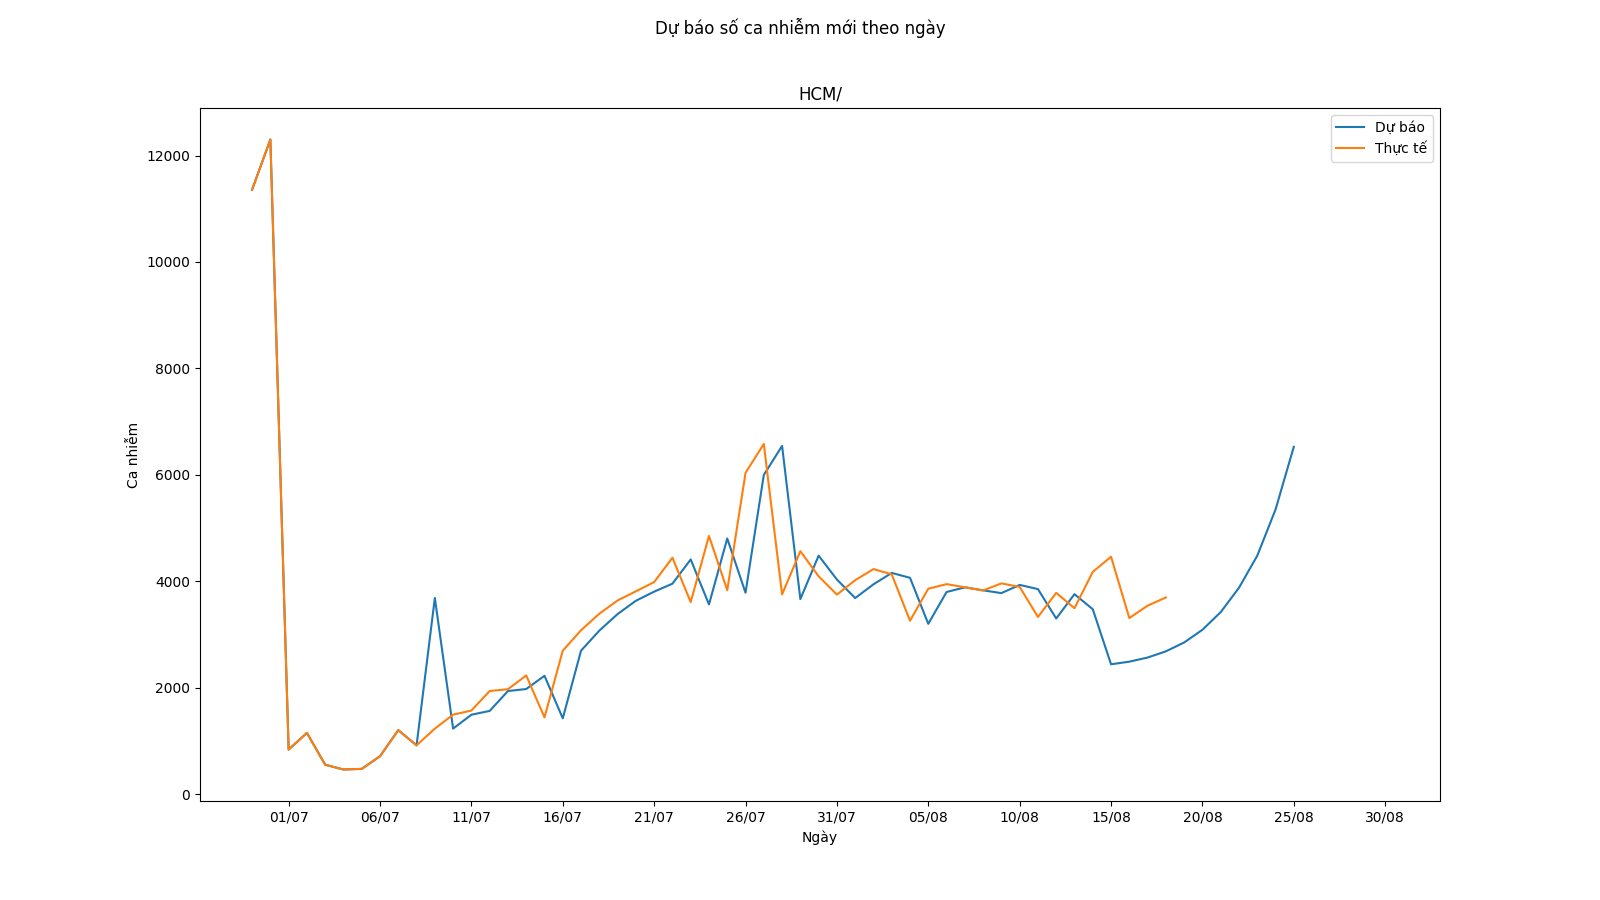 Dự báo số ca nhiễm mới theo ngày
HCM/
Dự báo
Thực tế
12000
10000
8000
6000
4000
2000
0
Ca nhiễm
01/07 06/07 11/07 16/07 21/07 26/07 31/07 05/08 10/08 15/08 20/08 25/08 30/08
Ngày